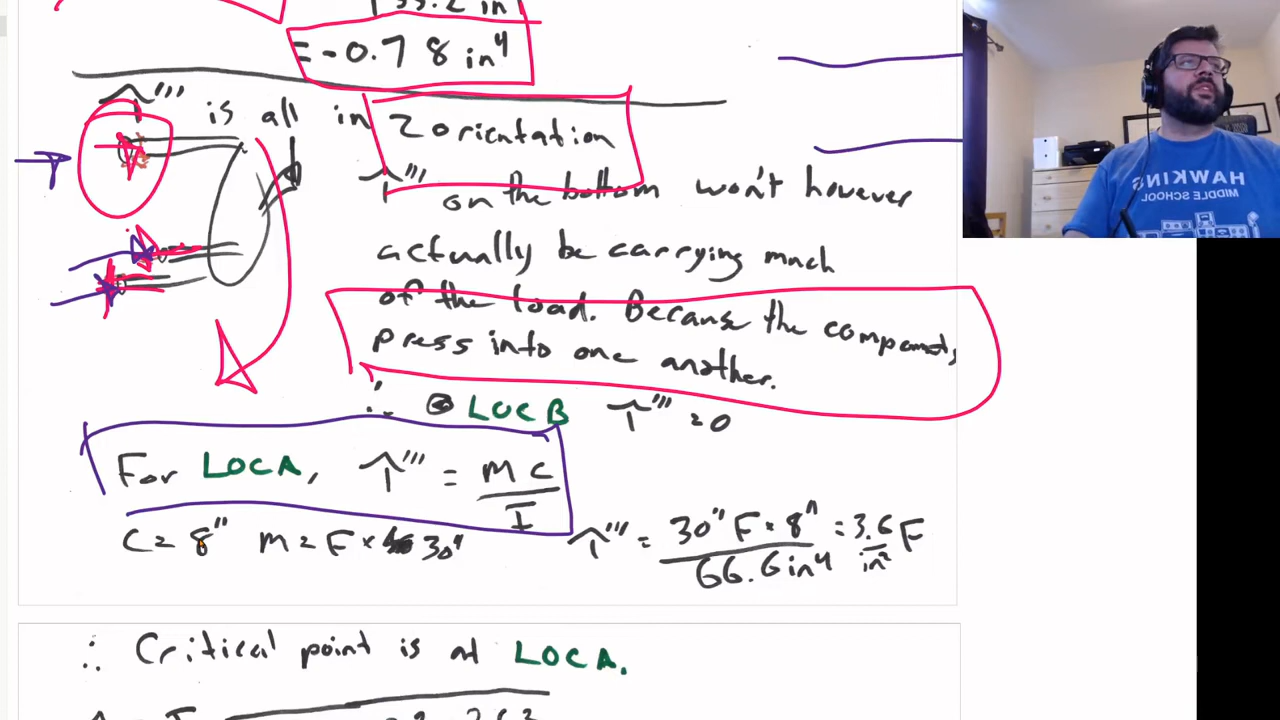 = -0.78 in⁴
τ''' is all in Z orientation
τ''' on the bottom won't however
actually be carrying much
of the load. Because the components
press into one another.
∴ @ LOC B τ''' = 0
For LOC A, τ''' = MC / I
C = 8" M = F × 30"
τ''' = 30" F · 8" / 66.6 in⁴ = 3.6 / in² F
∴ Critical point is at LOC A.
HAWKINS
MIDDLE SCHOOL